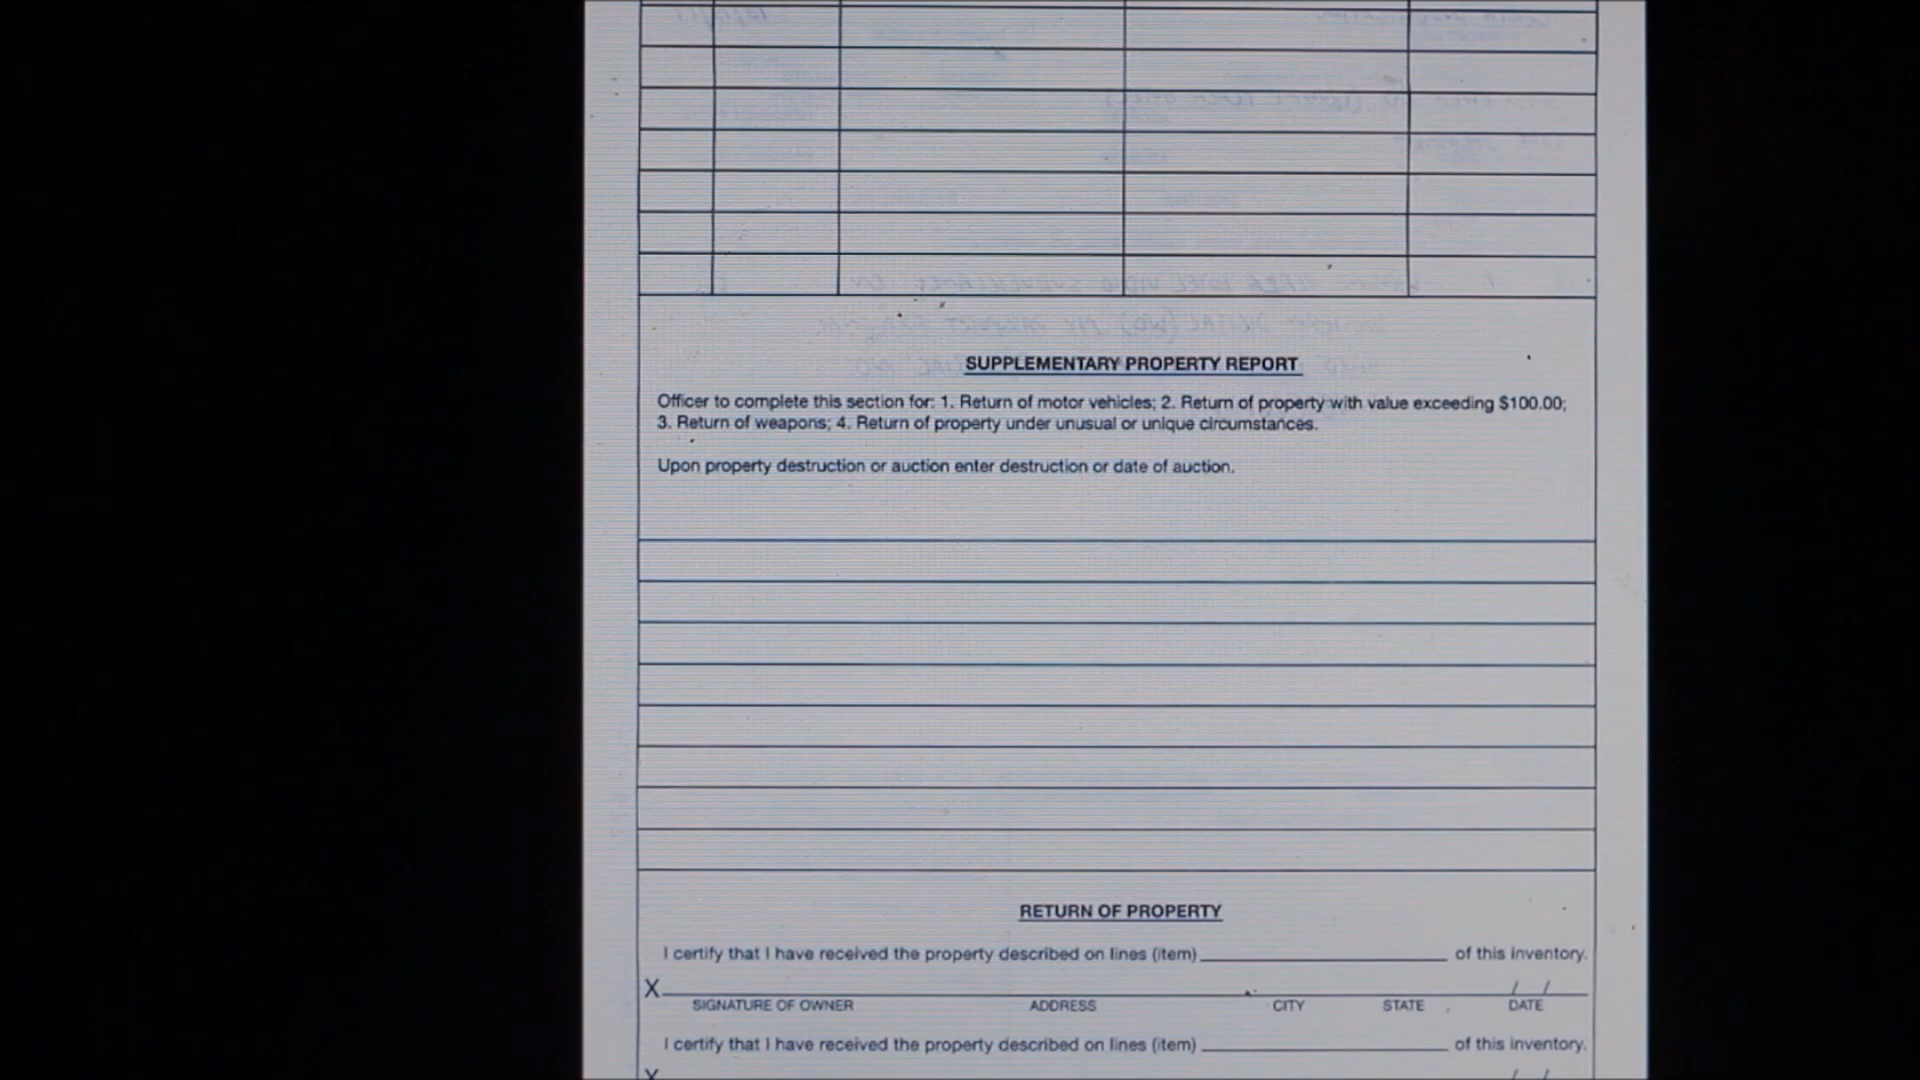 SUPPLEMENTARY PROPERTY REPORT
Officer to complete this section for: 1. Return of motor vehicles; 2. Return of property with value exceeding $100.00;
3. Return of weapons; 4. Return of property under unusual or unique circumstances.
Upon property destruction or auction enter destruction or date of auction.
RETURN OF PROPERTY
I certify that I have received the property described on lines (item) of this inventory.
X / /
SIGNATURE OF OWNER ADDRESS CITY STATE DATE
I certify that I have received the property described on lines (item) of this inventory.
X / /